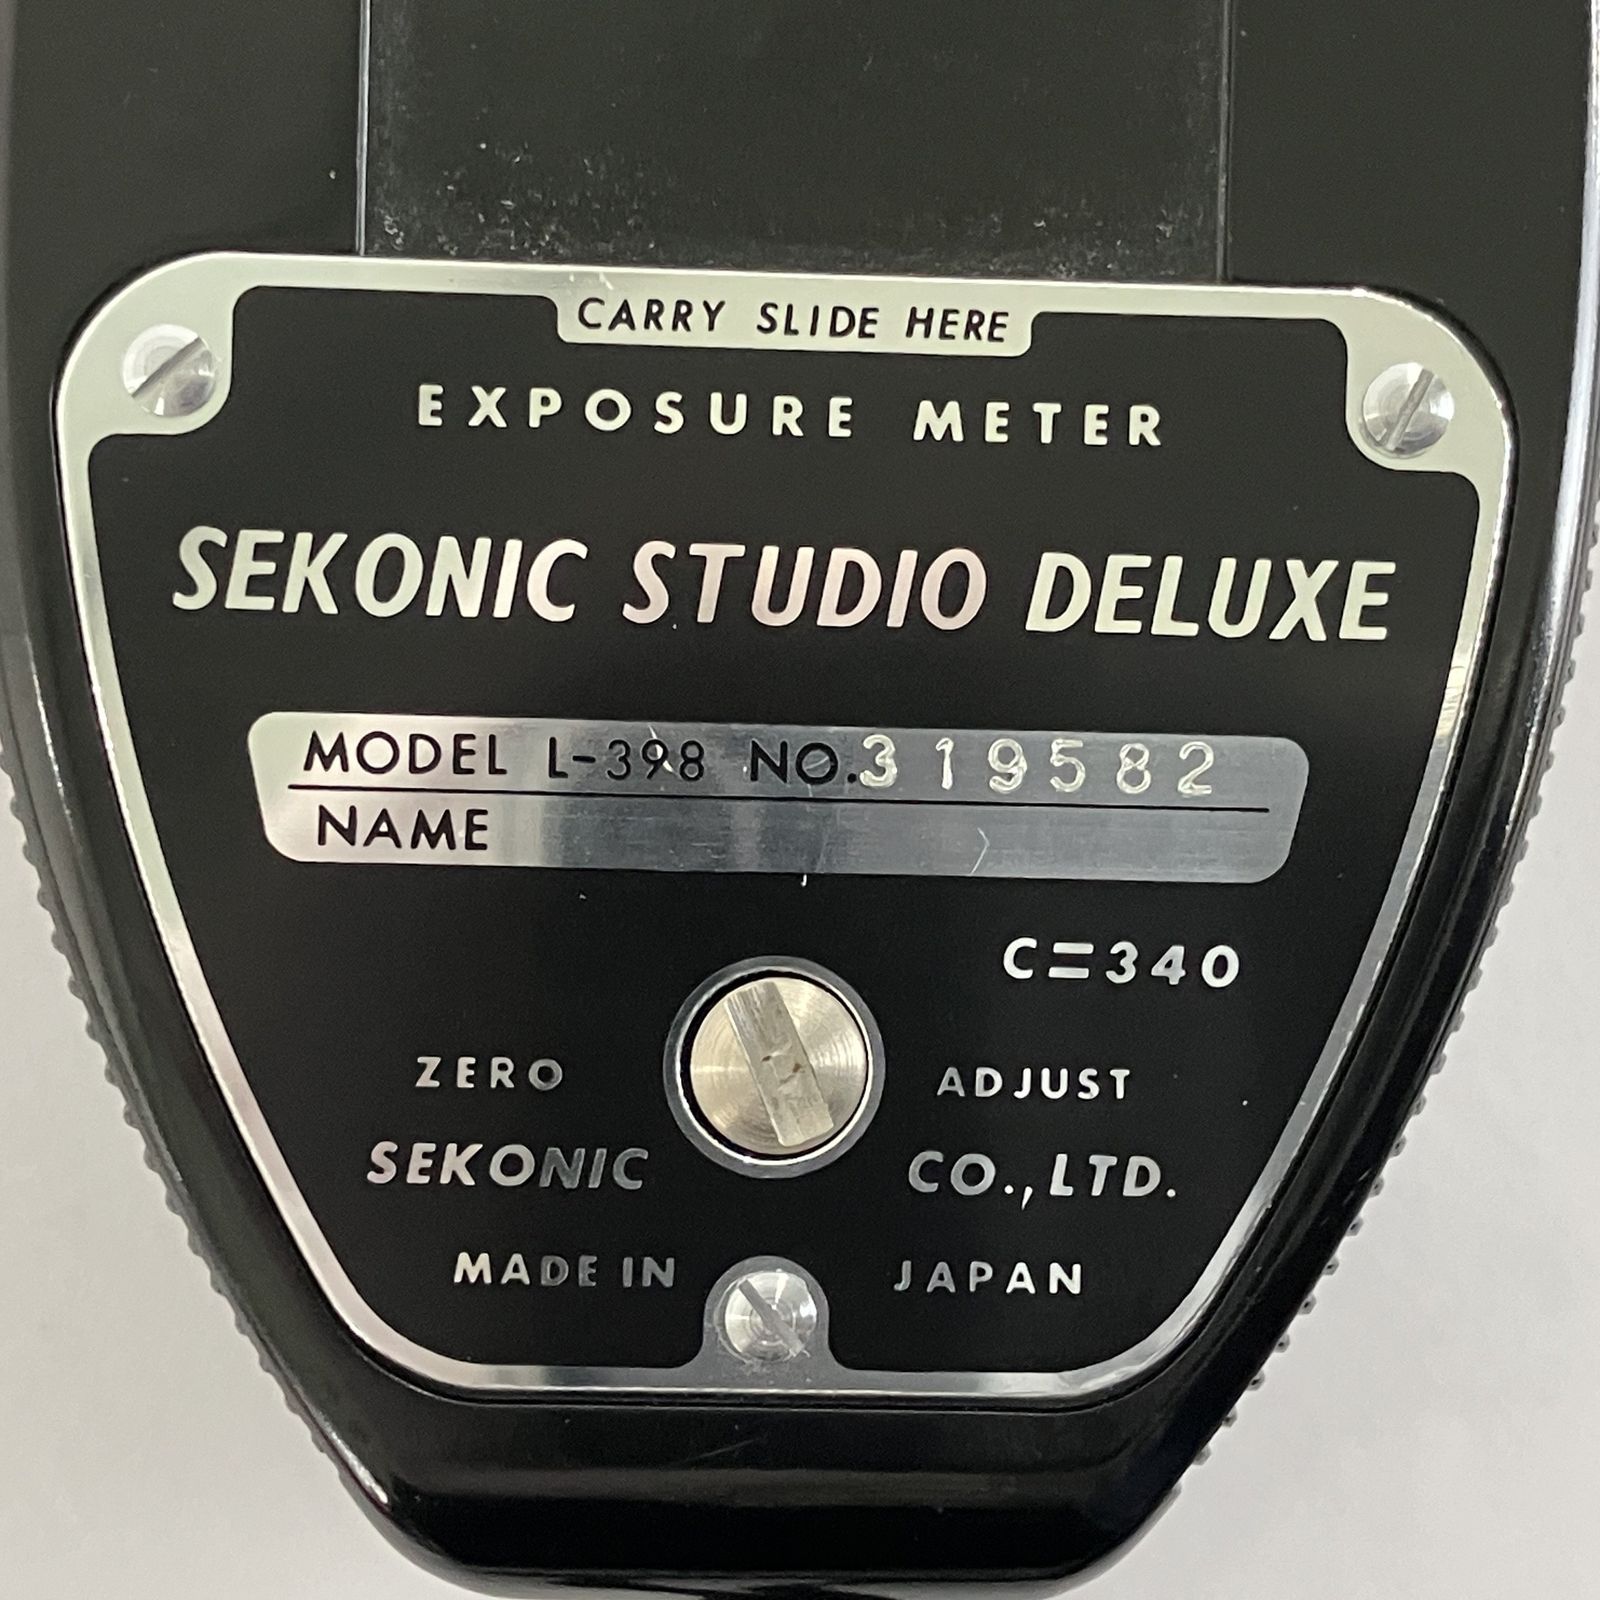 CARRY SLIDE HERE
EXPOSURE METER
SEKONIC STUDIO DELUXE
MODEL L-398 NO. 319582
NAME
C=340
ZERO ADJUST
SEKONIC CO., LTD.
MADE IN JAPAN